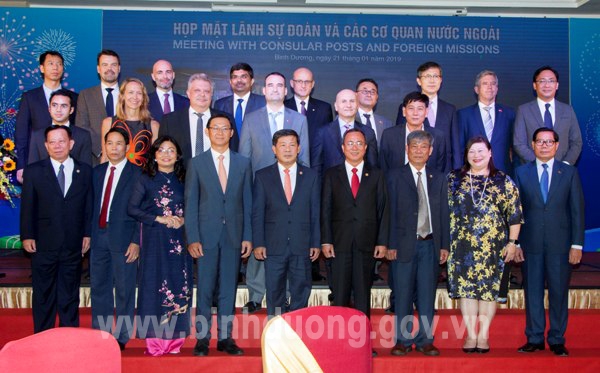 HỌP MẶT LÃNH SỰ ĐOÀN VÀ CÁC CƠ QUAN NƯỚC NGOÀI
MEETING WITH CONSULAR POSTS AND FOREIGN MISSIONS
Bình Dương, ngày 21 tháng 01 năm 2019
www.binhduong.gov.vn